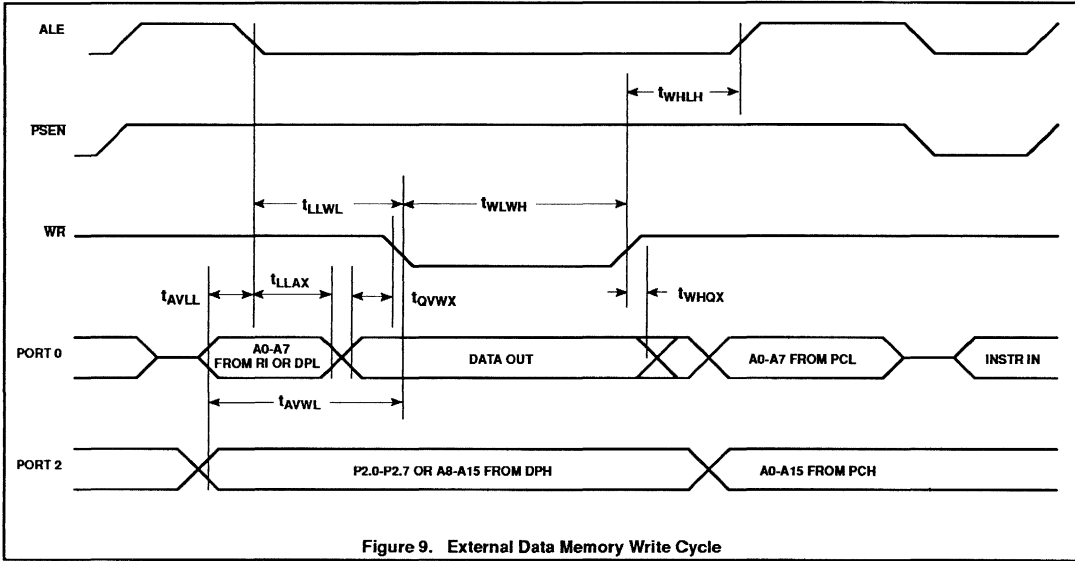 ALE
tWHLH
PSEN
tLLWL
tWLWH
WR
tAVLL
tLLAX
tQVWX
tWHQX
PORT 0
A0-A7
FROM RI OR DPL
DATA OUT
A0-A7 FROM PCL
INSTR IN
tAVWL
PORT 2
P2.0-P2.7 OR A8-A15 FROM DPH
A0-A15 FROM PCH
Figure 9. External Data Memory Write Cycle